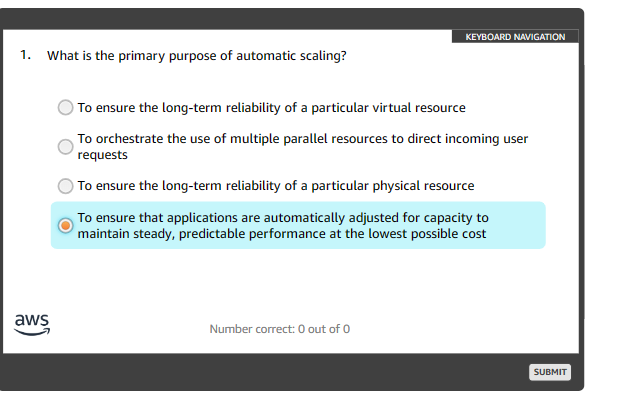 KEYBOARD NAVIGATION
1. What is the primary purpose of automatic scaling?
To ensure the long-term reliability of a particular virtual resource
To orchestrate the use of multiple parallel resources to direct incoming user
requests
To ensure the long-term reliability of a particular physical resource
To ensure that applications are automatically adjusted for capacity to
maintain steady, predictable performance at the lowest possible cost
aws
Number correct: 0 out of 0
SUBMIT